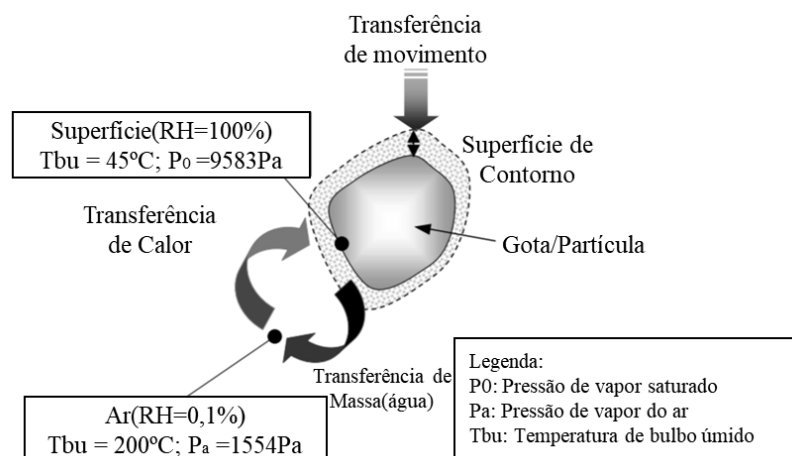 Transferência
de movimento
Superfície(RH=100%)
Tbu = 45ºC; P0 =9583Pa
Superfície de
Contorno
Transferência
de Calor
Gota/Partícula
Transferência de
Massa(água)
Ar(RH=0,1%)
Tbu = 200ºC; Pa =1554Pa
Legenda:
P0: Pressão de vapor saturado
Pa: Pressão de vapor do ar
Tbu: Temperatura de bulbo úmido